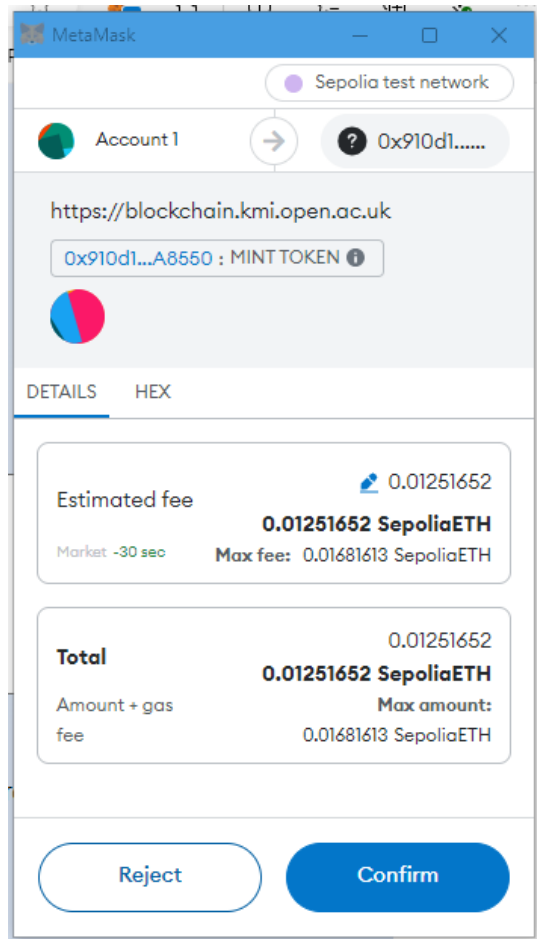 MetaMask
Sepolia test network
Account 1
0x910d1......
https://blockchain.kmi.open.ac.uk
0x910d1...A8550 : MINT TOKEN
DETAILS HEX
0.01251652
Estimated fee
0.01251652 SepoliaETH
Market -30 sec Max fee: 0.01681613 SepoliaETH
0.01251652
Total
0.01251652 SepoliaETH
Amount + gas Max amount:
fee 0.01681613 SepoliaETH
Reject Confirm